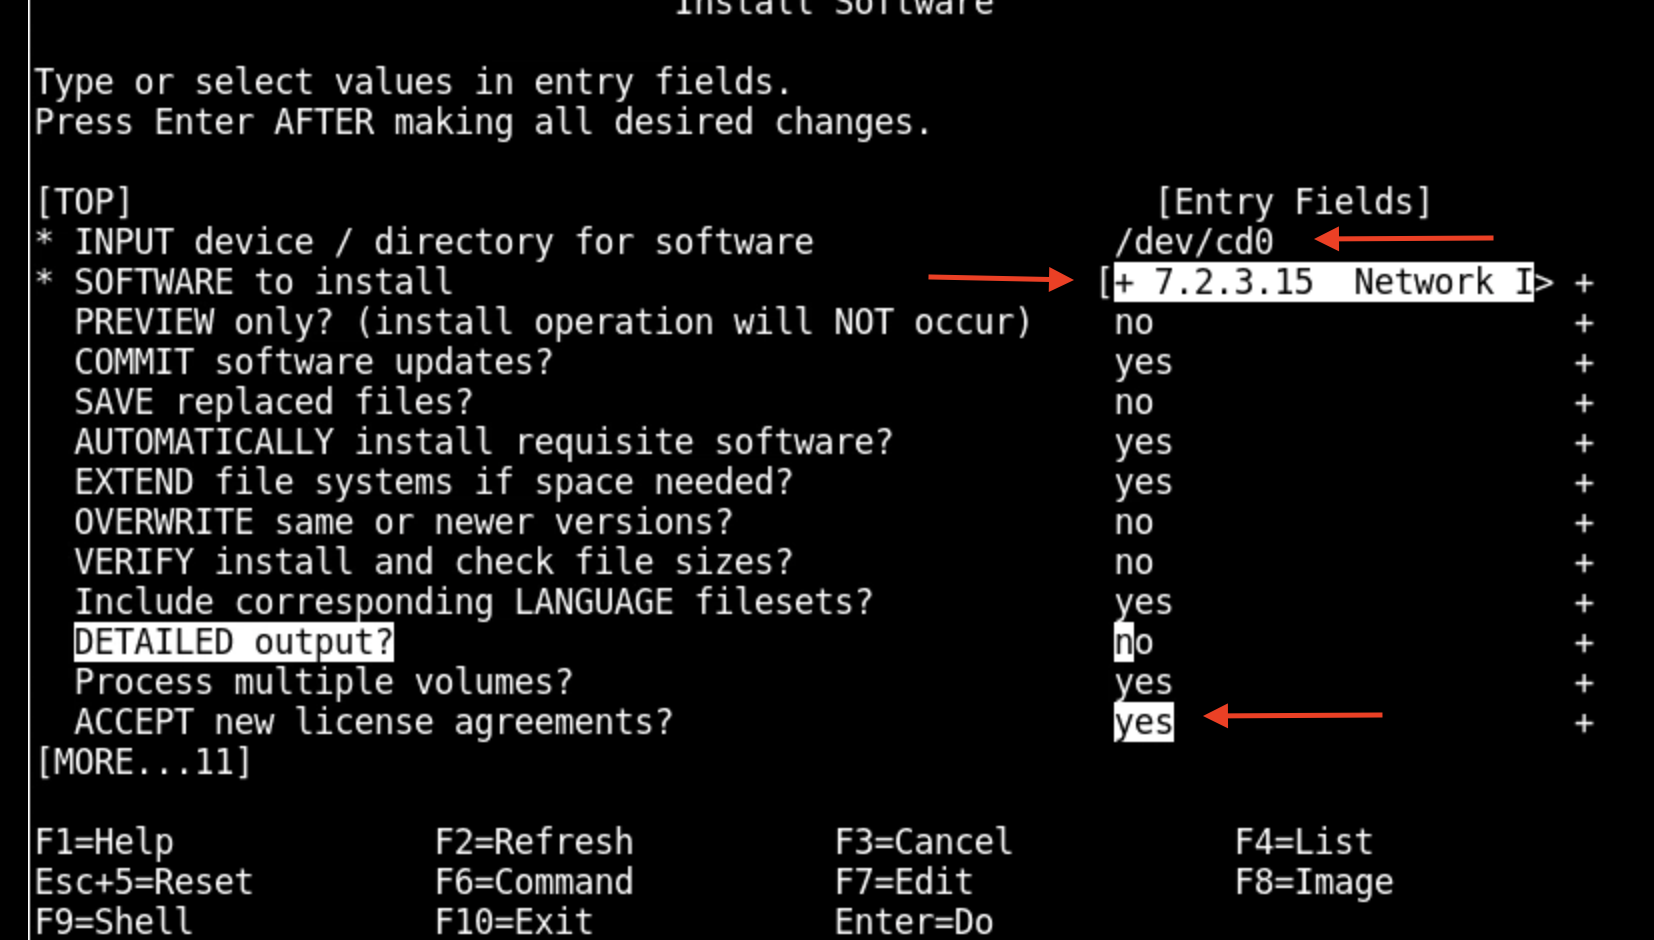 Install Software
Type or select values in entry fields.
Press Enter AFTER making all desired changes.
[TOP] [Entry Fields]
* INPUT device / directory for software /dev/cd0
* SOFTWARE to install [+ 7.2.3.15  Network I> +
PREVIEW only? (install operation will NOT occur) no +
COMMIT software updates? yes +
SAVE replaced files? no +
AUTOMATICALLY install requisite software? yes +
EXTEND file systems if space needed? yes +
OVERWRITE same or newer versions? no +
VERIFY install and check file sizes? no +
Include corresponding LANGUAGE filesets? yes +
DETAILED output? no +
Process multiple volumes? yes +
ACCEPT new license agreements? yes +
[MORE...11]
F1=Help F2=Refresh F3=Cancel F4=List
Esc+5=Reset F6=Command F7=Edit F8=Image
F9=Shell F10=Exit Enter=Do